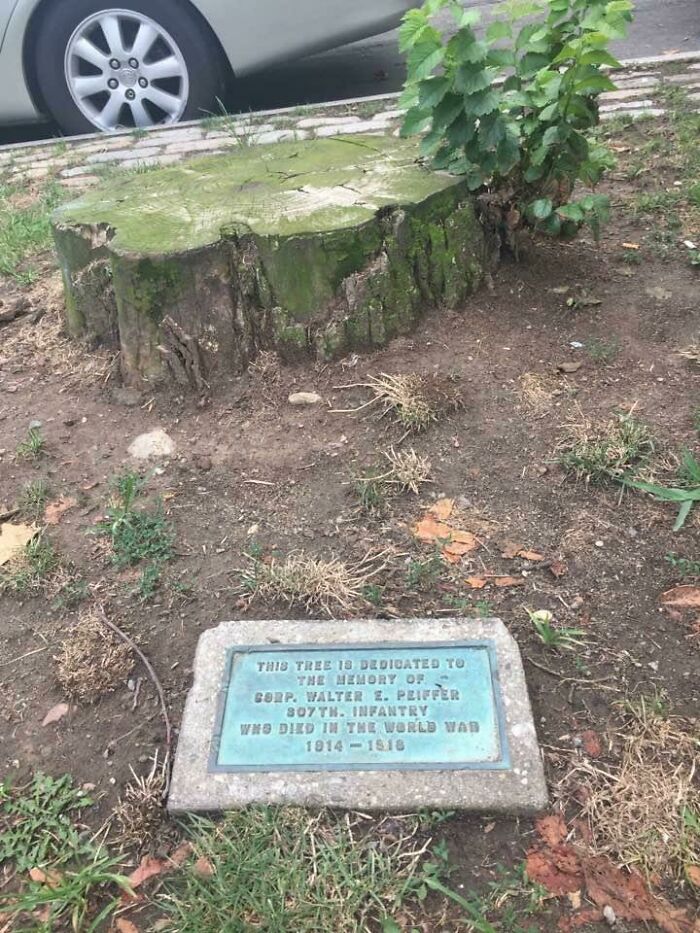 THIS TREE IS DEDICATED TO
THE MEMORY OF
CORP. WALTER E. PEIFFER
307TH. INFANTRY
WHO DIED IN THE WORLD WAR
1914 — 1918